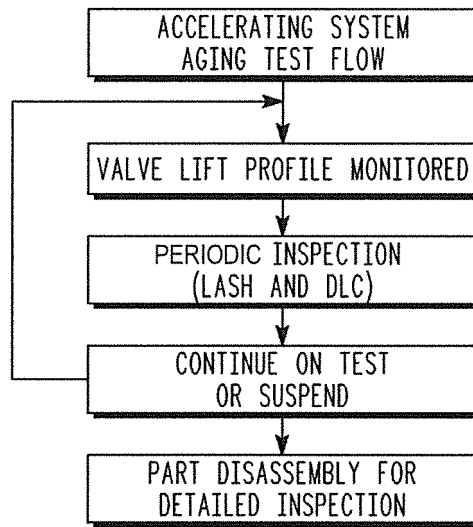 ACCELERATING SYSTEM
AGING TEST FLOW
VALVE LIFT PROFILE MONITORED
PERIODIC INSPECTION
(LASH AND DLC)
CONTINUE ON TEST
OR SUSPEND
PART DISASSEMBLY FOR
DETAILED INSPECTION